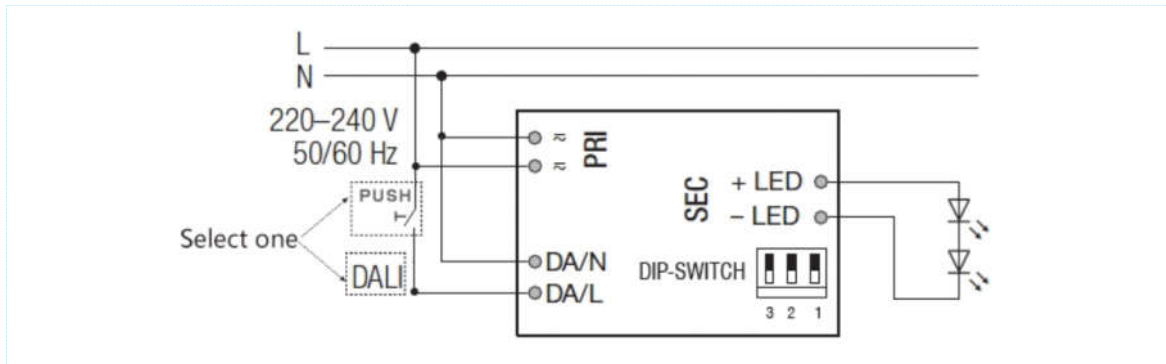 L
N
220–240 V
50/60 Hz
PUSH
Select one
DALI
≂ PRI
≂
SEC
+ LED
– LED
DA/N
DA/L
DIP-SWITCH
3 2 1